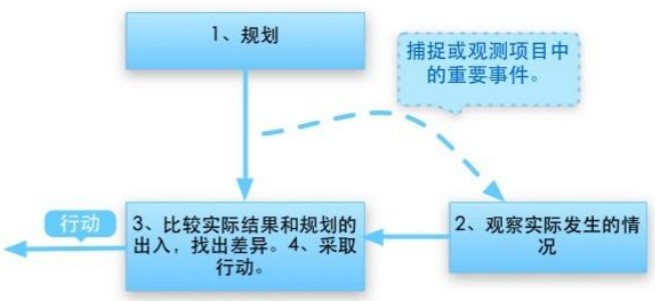 1、规划
捕捉或观测项目中
的重要事件。
行动
3、比较实际结果和规划的
出入，找出差异。4、采取
行动。
2、观察实际发生的情
况